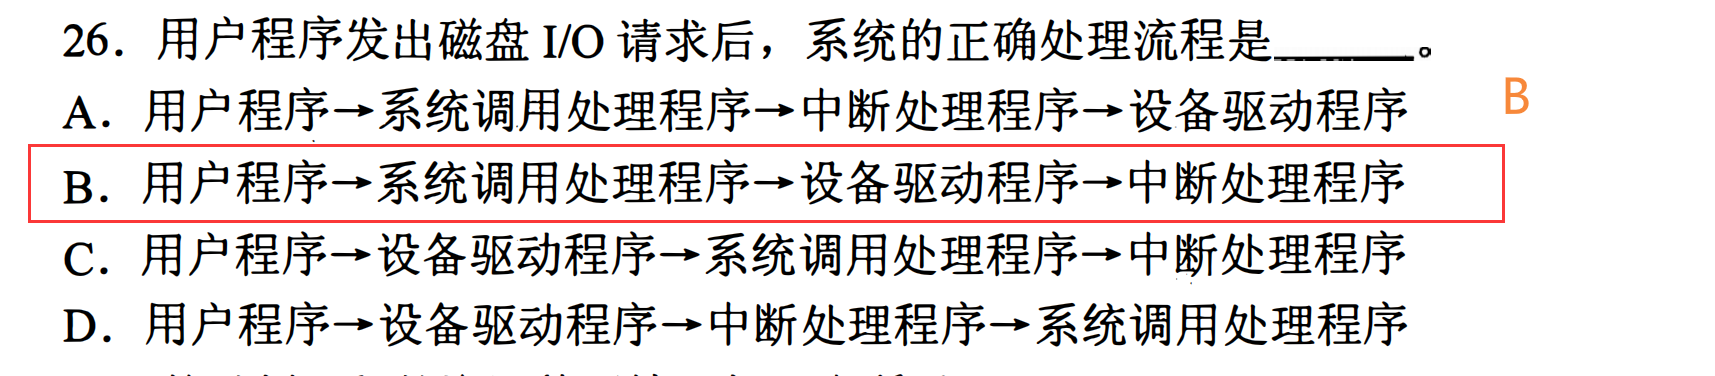 26. 用户程序发出磁盘 I/O 请求后，系统的正确处理流程是______。
A. 用户程序→系统调用处理程序→中断处理程序→设备驱动程序
B
B. 用户程序→系统调用处理程序→设备驱动程序→中断处理程序
C. 用户程序→设备驱动程序→系统调用处理程序→中断处理程序
D. 用户程序→设备驱动程序→中断处理程序→系统调用处理程序